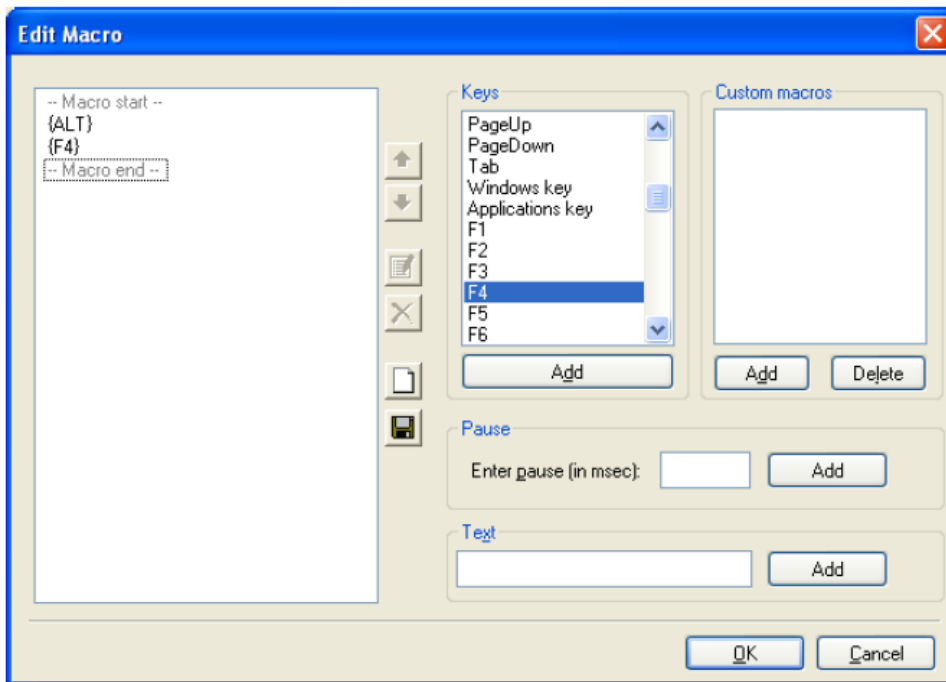 Edit Macro
-- Macro start --
{ALT}
{F4}
-- Macro end --
Keys
PageUp
PageDown
Tab
Windows key
Applications key
F1
F2
F3
F4
F5
F6
Add
Custom macros
Add
Delete
Pause
Enter pause (in msec):
Add
Text
Add
OK
Cancel